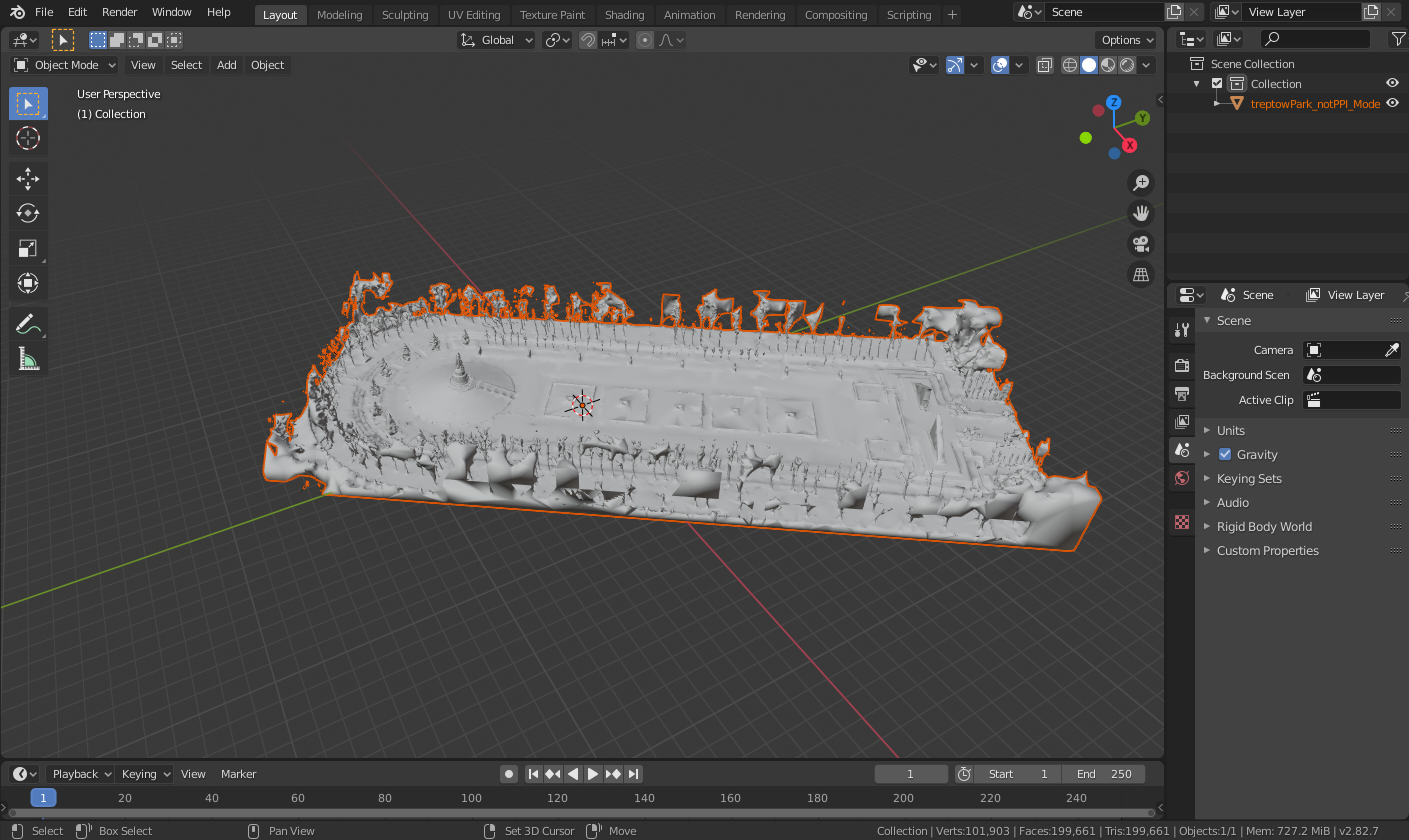 File Edit Render Window Help Layout Modeling Sculpting UV Editing Texture Paint Shading Animation Rendering Compositing Scripting + Scene View Layer
Global Options
Object Mode View Select Add Object
Scene Collection
Collection
treptowPark_notPPI_Mode
User Perspective
(1) Collection
Z
Y
X
Scene View Layer
Scene
Camera
Background Scen
Active Clip
Units
Gravity
Keying Sets
Audio
Rigid Body World
Custom Properties
Playback Keying View Marker 1 Start 1 End 250
1 20 40 60 80 100 120 140 160 180 200 220 240
Select Box Select Pan View Set 3D Cursor Move Collection | Verts:101,903 | Faces:199,661 | Tris:199,661 | Objects:1/1 | Mem: 727.2 MiB | v2.82.7